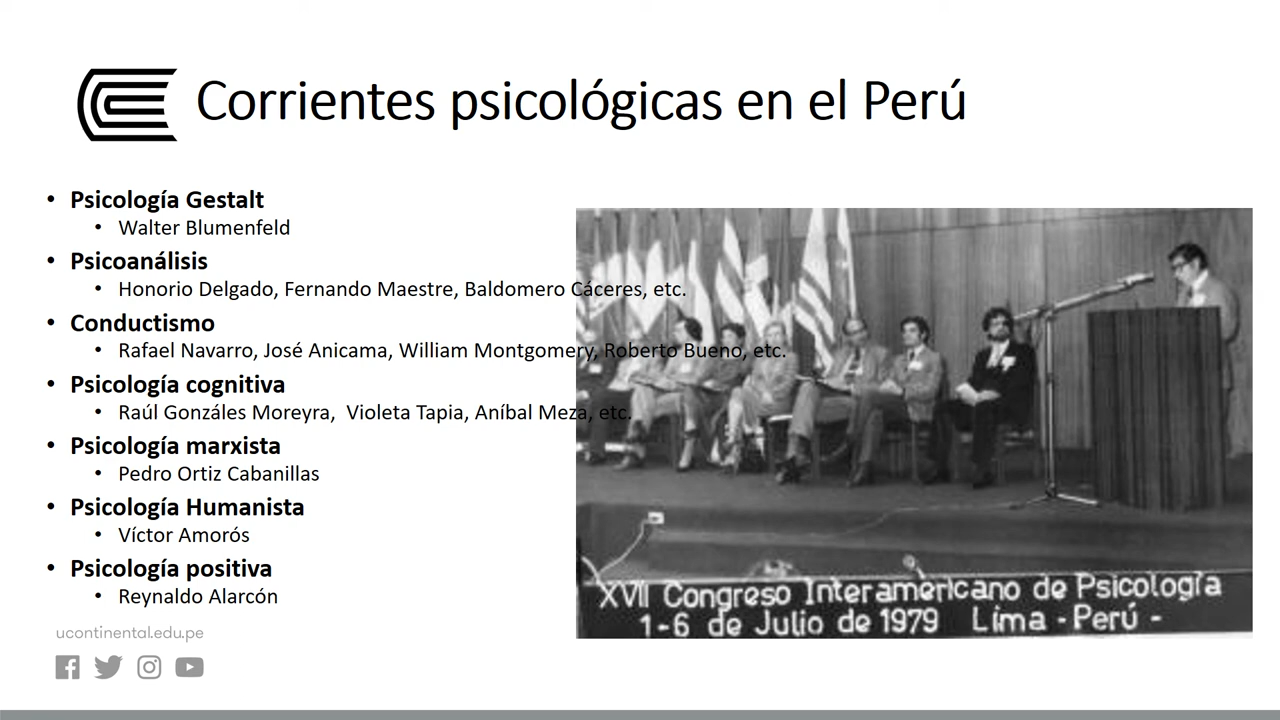 Corrientes psicológicas en el Perú
• Psicología Gestalt
• Walter Blumenfeld
• Psicoanálisis
• Honorio Delgado, Fernando Maestre, Baldomero Cáceres, etc.
• Conductismo
• Rafael Navarro, José Anicama, William Montgomery, Roberto Bueno, etc.
• Psicología cognitiva
• Raúl Gonzáles Moreyra,  Violeta Tapia, Aníbal Meza, etc.
• Psicología marxista
• Pedro Ortiz Cabanillas
• Psicología Humanista
• Víctor Amorós
• Psicología positiva
• Reynaldo Alarcón
ucontinental.edu.pe
XVII Congreso Interamericano de Psicología
1-6 de Julio de 1979 Lima - Perú -